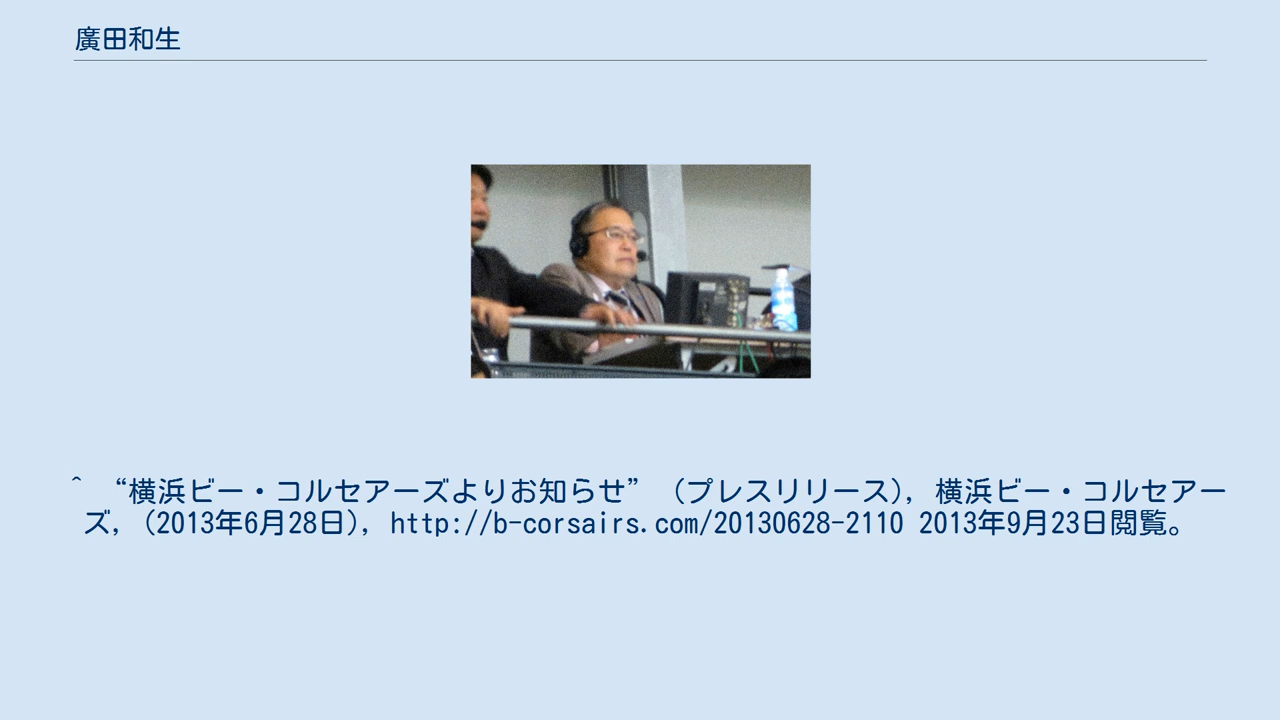 廣田和生
^ “横浜ビー・コルセアーズよりお知らせ” (プレスリリース), 横浜ビー・コルセアー
ズ, (2013年6月28日), http://b-corsairs.com/20130628-2110 2013年9月23日閲覧。